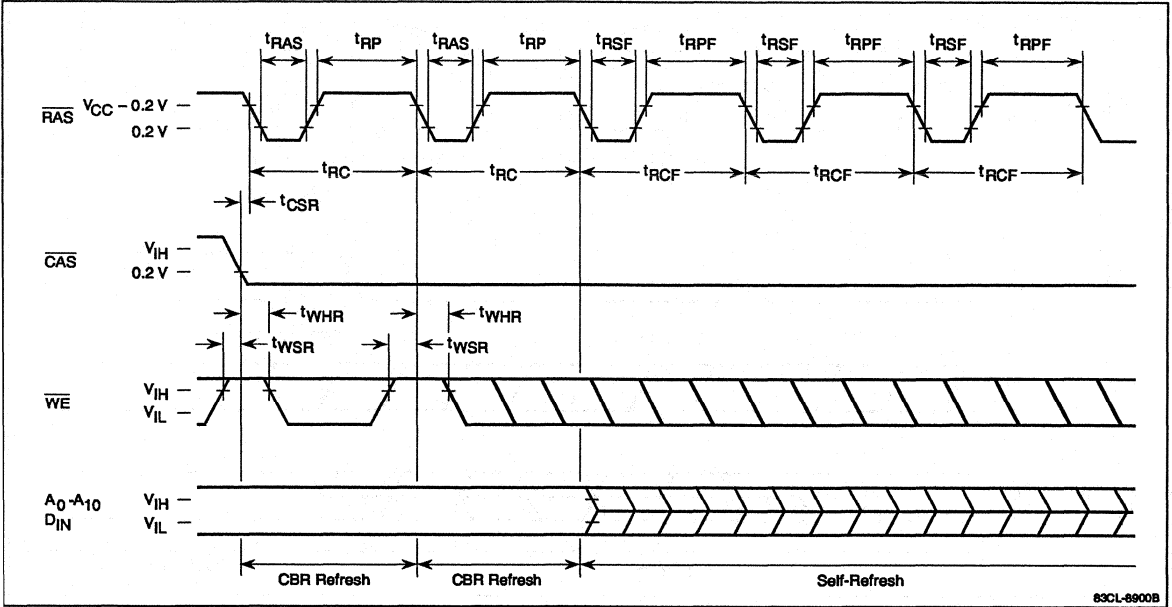 tRAS tRP tRAS tRP tRSF tRPF tRSF tRPF tRSF tRPF
RAS VCC – 0.2 V
0.2 V
tRC tRC tRCF tRCF tRCF
tCSR
CAS VIH
0.2 V
tWHR tWHR
tWSR tWSR
WE VIH
VIL
A0-A10 VIH
DIN VIL
CBR Refresh CBR Refresh Self-Refresh
83CL-8900B